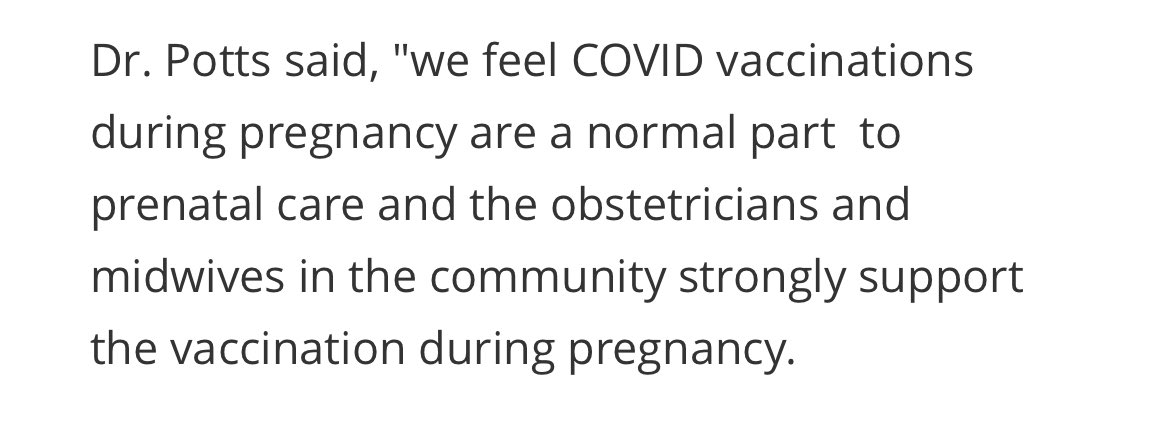 Dr. Potts said, "we feel COVID vaccinations
during pregnancy are a normal part  to
prenatal care and the obstetricians and
midwives in the community strongly support
the vaccination during pregnancy.